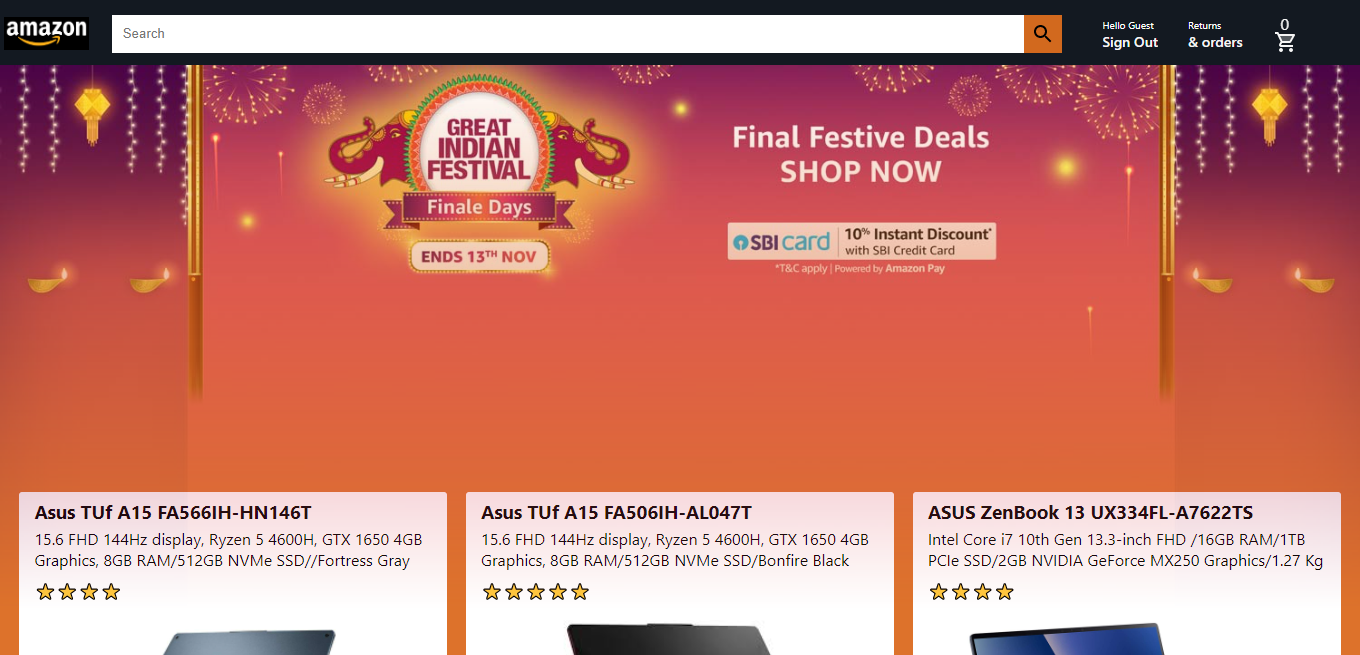 amazon
Search
Hello Guest
Sign Out
Returns
& orders
0
GREAT
INDIAN
FESTIVAL
Finale Days
ENDS 13TH NOV
Final Festive Deals
SHOP NOW
SBI card
10% Instant Discount*
with SBI Credit Card
*T&C apply | Powered by Amazon Pay
Asus TUf A15 FA566IH-HN146T
15.6 FHD 144Hz display, Ryzen 5 4600H, GTX 1650 4GB
Graphics, 8GB RAM/512GB NVMe SSD//Fortress Gray
Asus TUf A15 FA506IH-AL047T
15.6 FHD 144Hz display, Ryzen 5 4600H, GTX 1650 4GB
Graphics, 8GB RAM/512GB NVMe SSD/Bonfire Black
ASUS ZenBook 13 UX334FL-A7622TS
Intel Core i7 10th Gen 13.3-inch FHD /16GB RAM/1TB
PCIe SSD/2GB NVIDIA GeForce MX250 Graphics/1.27 Kg